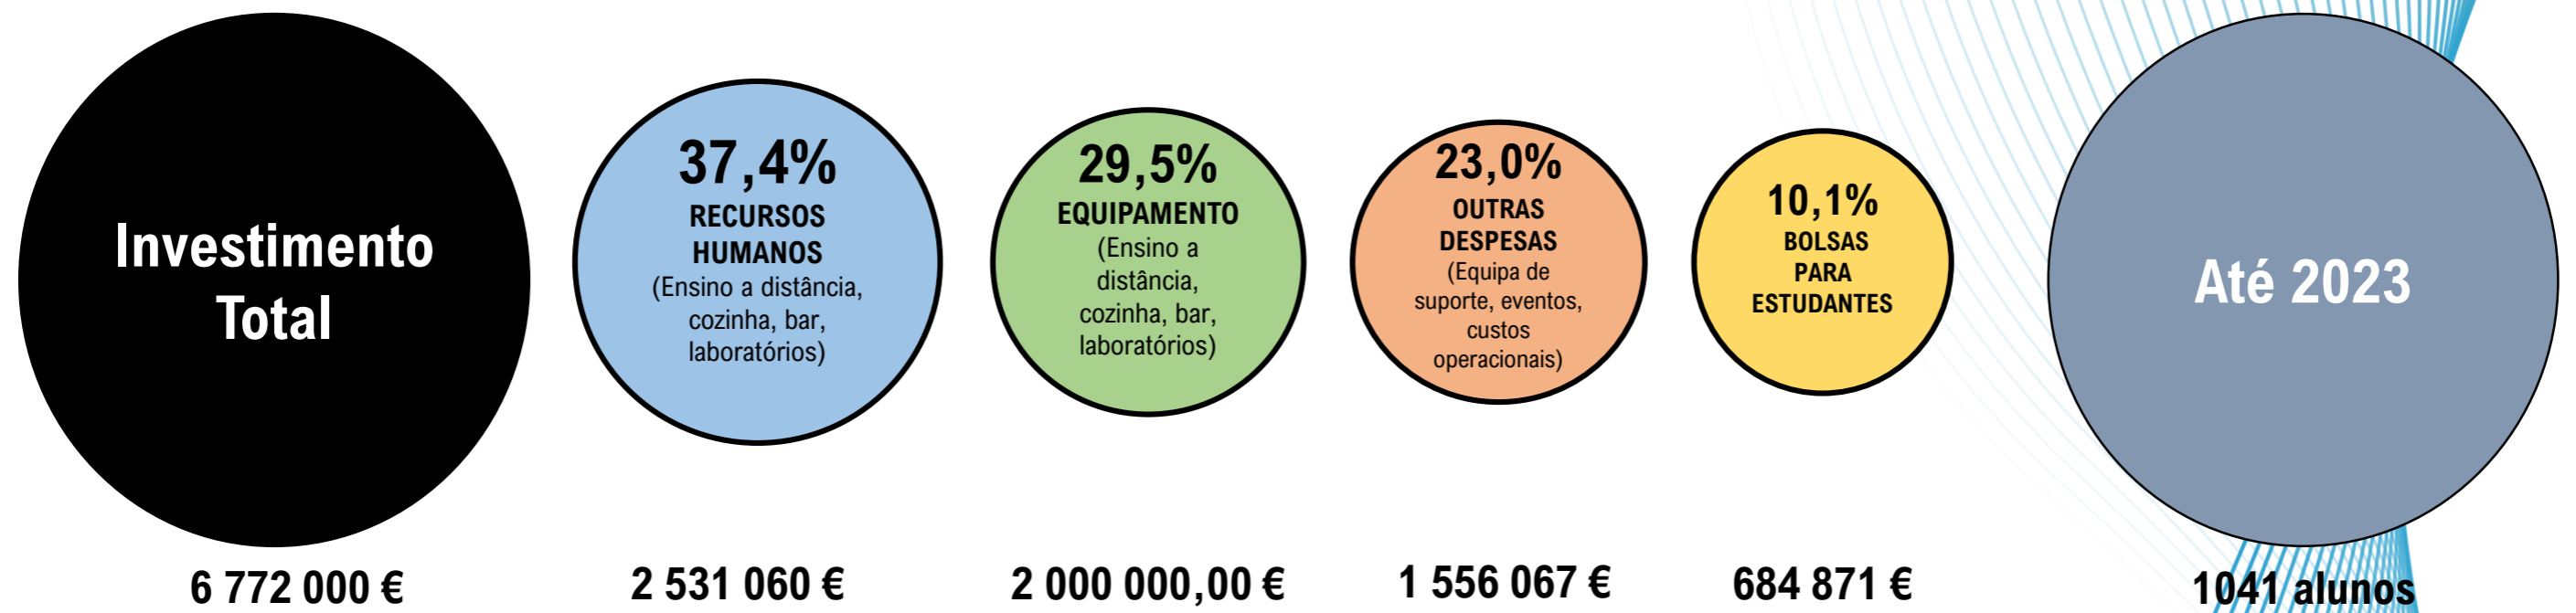 Investimento
Total
6 772 000 €
37,4%
RECURSOS
HUMANOS
(Ensino a distância,
cozinha, bar,
laboratórios)
2 531 060 €
29,5%
EQUIPAMENTO
(Ensino a
distância,
cozinha, bar,
laboratórios)
2 000 000,00 €
23,0%
OUTRAS
DESPESAS
(Equipa de
suporte, eventos,
custos
operacionais)
1 556 067 €
10,1%
BOLSAS
PARA
ESTUDANTES
684 871 €
Até 2023
1041 alunos